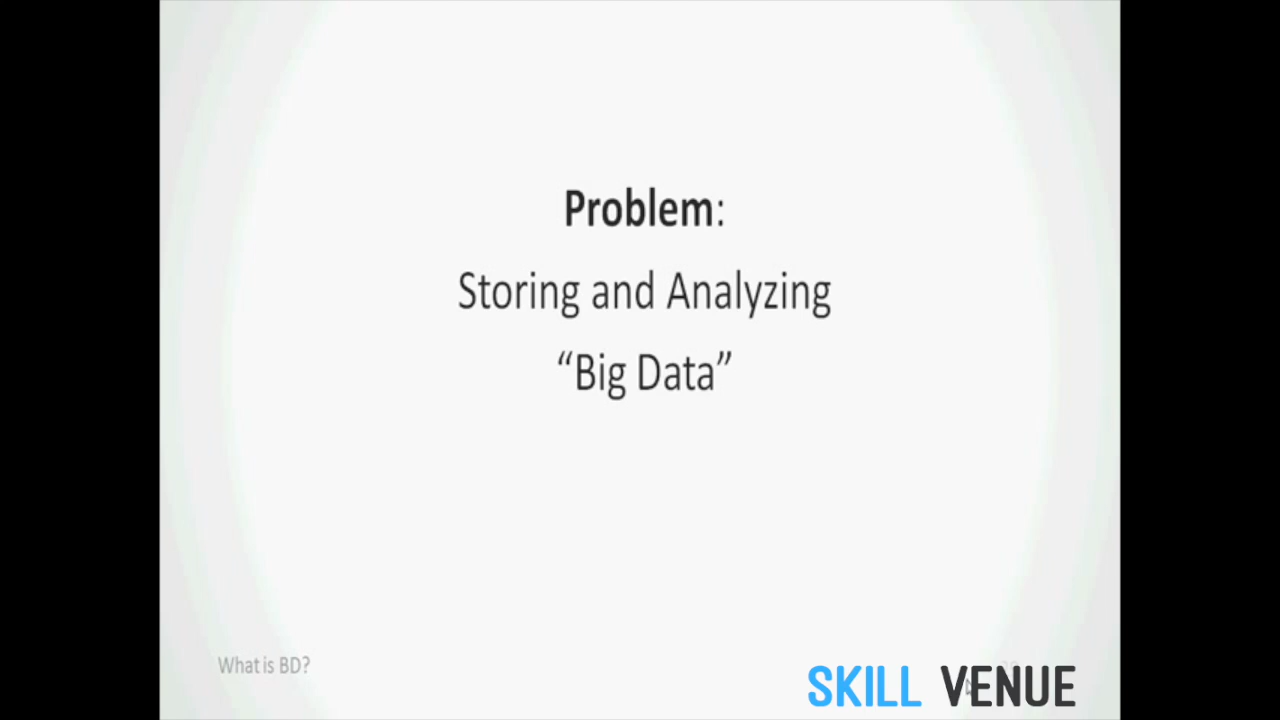 Problem:
Storing and Analyzing
“Big Data”
What is BD?
SKILL VENUE